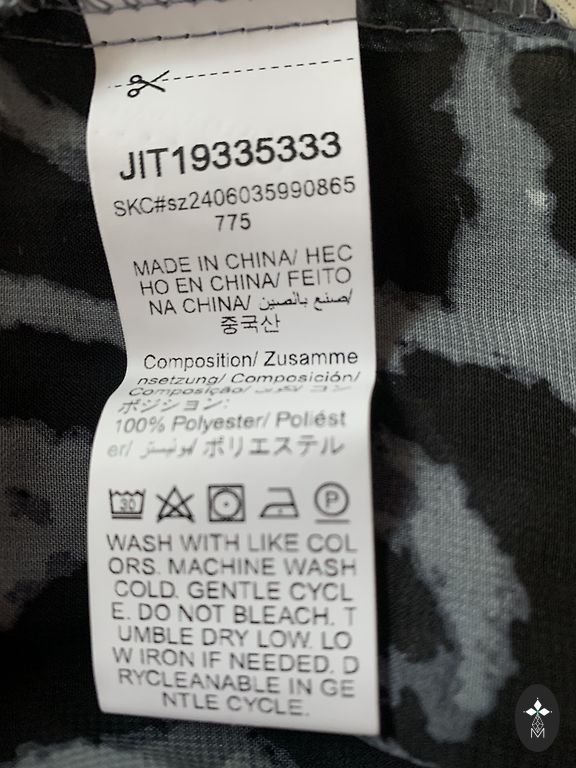 JIT19335333
SKC#sz2406035990865
775
MADE IN CHINA/ HEC
HO EN CHINA/ FEITO
NA CHINA/ صنع بالصين/
중국산
Composition/ Zusamme
nsetzung/ Composición/
Composição/ コン
ポジション:
100% Polyester/ Poliést
er/ ポリエステル
30
P
WASH WITH LIKE COL
ORS. MACHINE WASH
COLD. GENTLE CYCL
E. DO NOT BLEACH. T
UMBLE DRY LOW. LO
W IRON IF NEEDED. D
RYCLEANABLE IN GE
NTLE CYCLE.
M